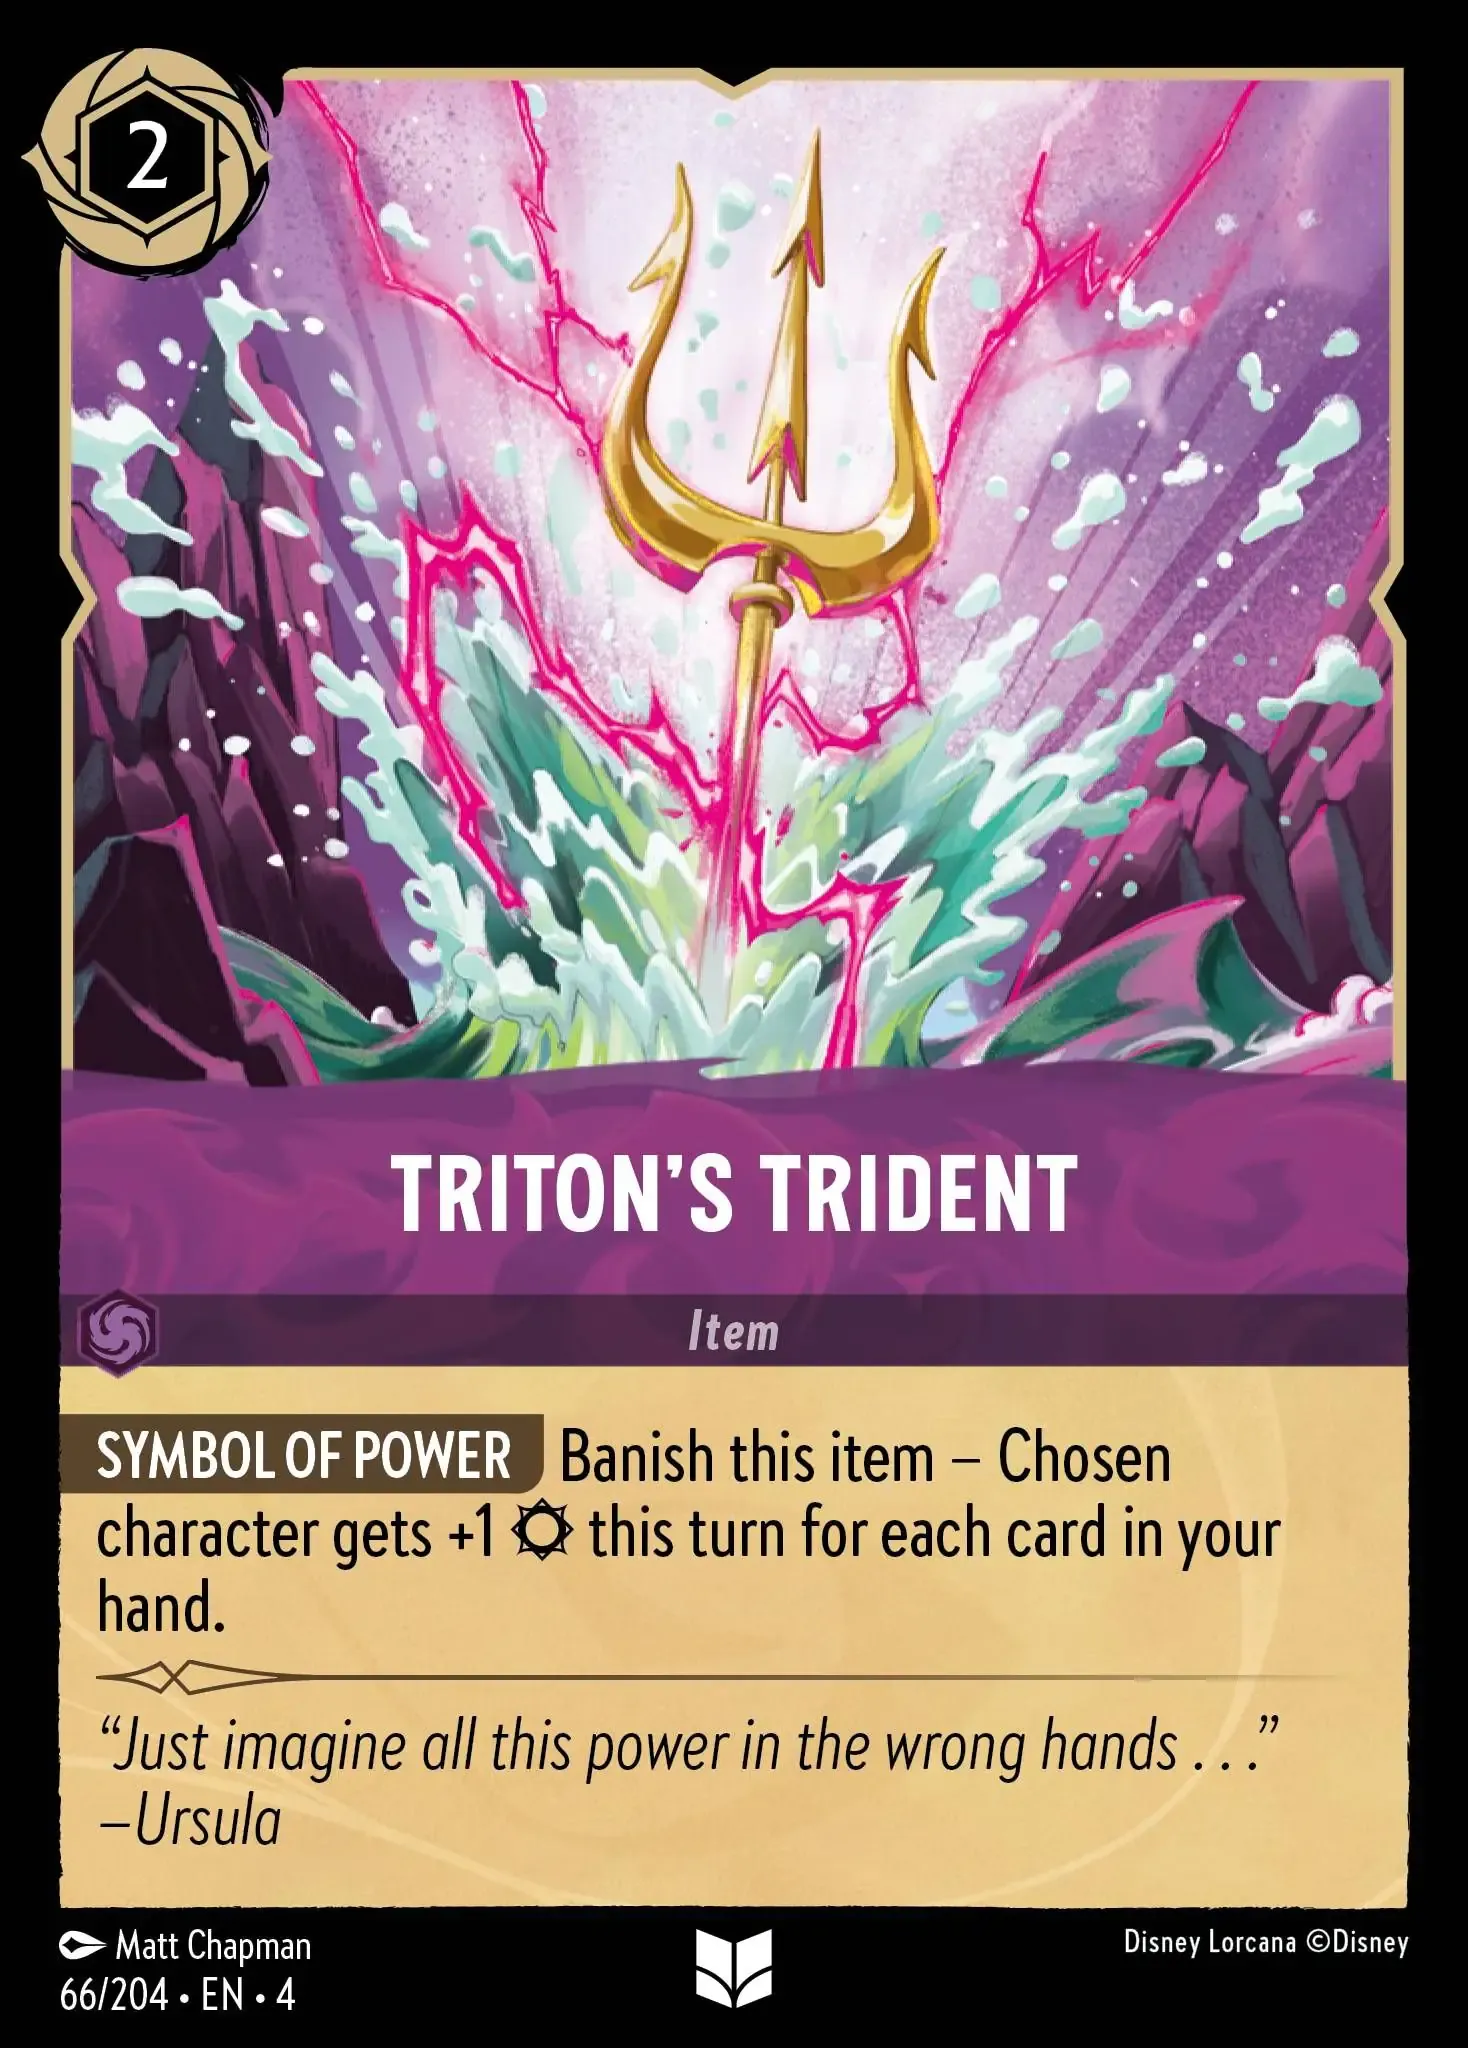 2
TRITON’S TRIDENT
Item
SYMBOL OF POWER Banish this item – Chosen
character gets +1 this turn for each card in your
hand.
“Just imagine all this power in the wrong hands . . .”
–Ursula
Matt Chapman
66/204 • EN • 4
Disney Lorcana ©Disney